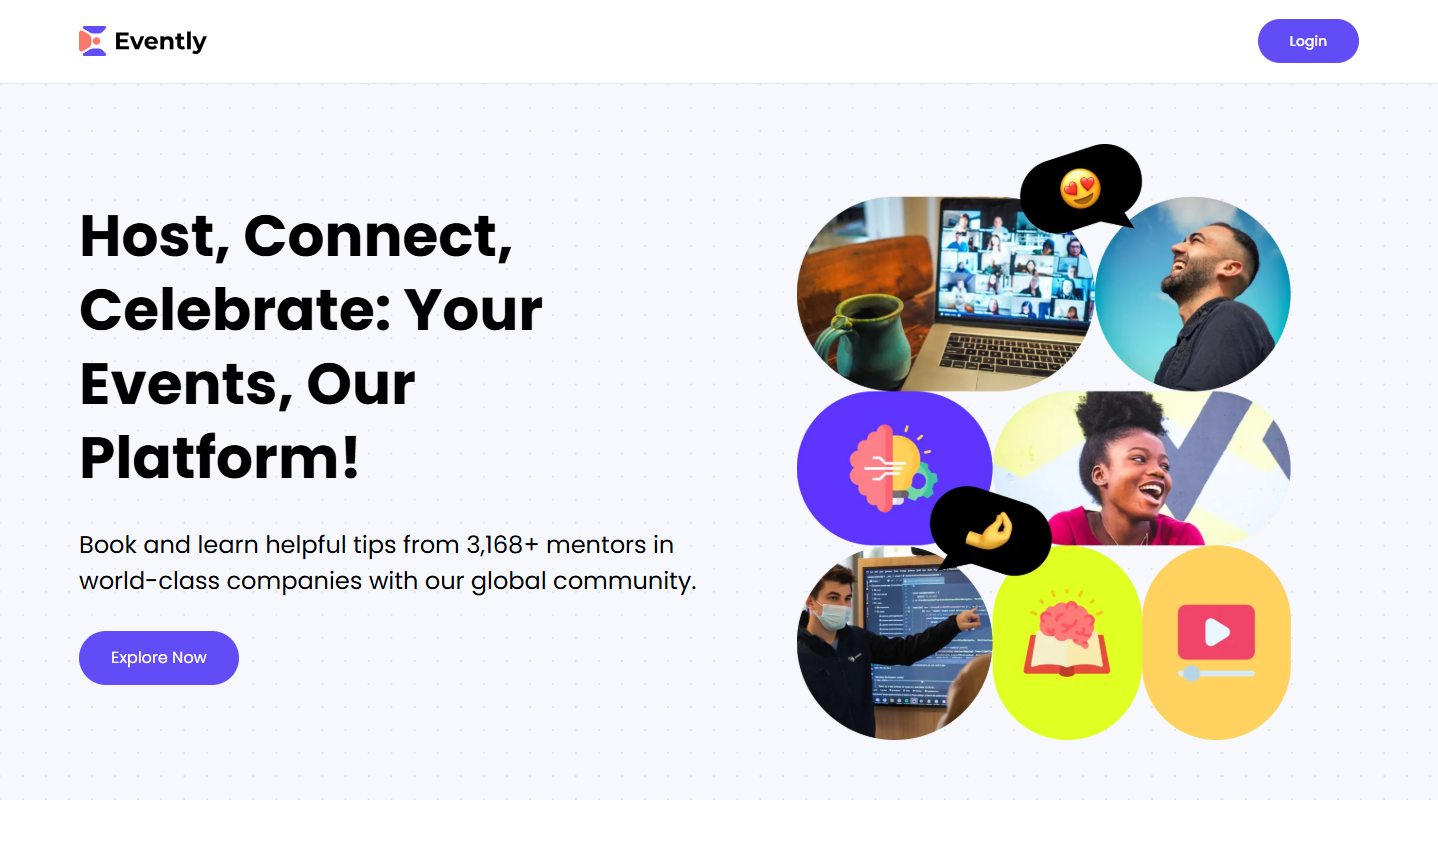 Evently
Login
Host, Connect,
Celebrate: Your
Events, Our
Platform!
Book and learn helpful tips from 3,168+ mentors in
world-class companies with our global community.
Explore Now